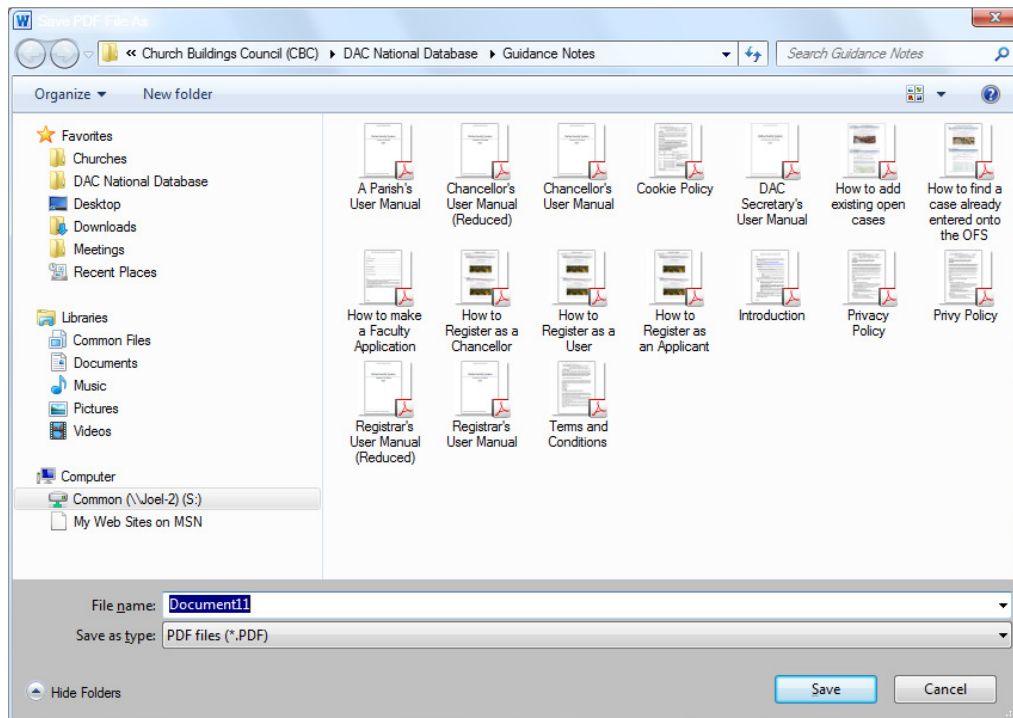 Save PDF File As
« Church Buildings Council (CBC) DAC National Database Guidance Notes
Search Guidance Notes
Organize
New folder
Favorites
Churches
DAC National Database
Desktop
Downloads
Meetings
Recent Places
Libraries
Common Files
Documents
Music
Pictures
Videos
Computer
Common (\\Joel-2) (S:)
My Web Sites on MSN
A Parish's
User Manual
Chancellor's
User Manual
(Reduced)
Chancellor's
User Manual
Cookie Policy
DAC
Secretary's
User Manual
How to add
existing open
cases
How to find a
case already
entered onto
the OFS
How to make
a Faculty
Application
How to
Register as a
Chancellor
How to
Register as a
User
How to
Register as
an Applicant
Introduction
Privacy
Policy
Privy Policy
Registrar's
User Manual
(Reduced)
Registrar's
User Manual
Terms and
Conditions
File name: Document11
Save as type: PDF files (*.PDF)
Hide Folders
Save
Cancel